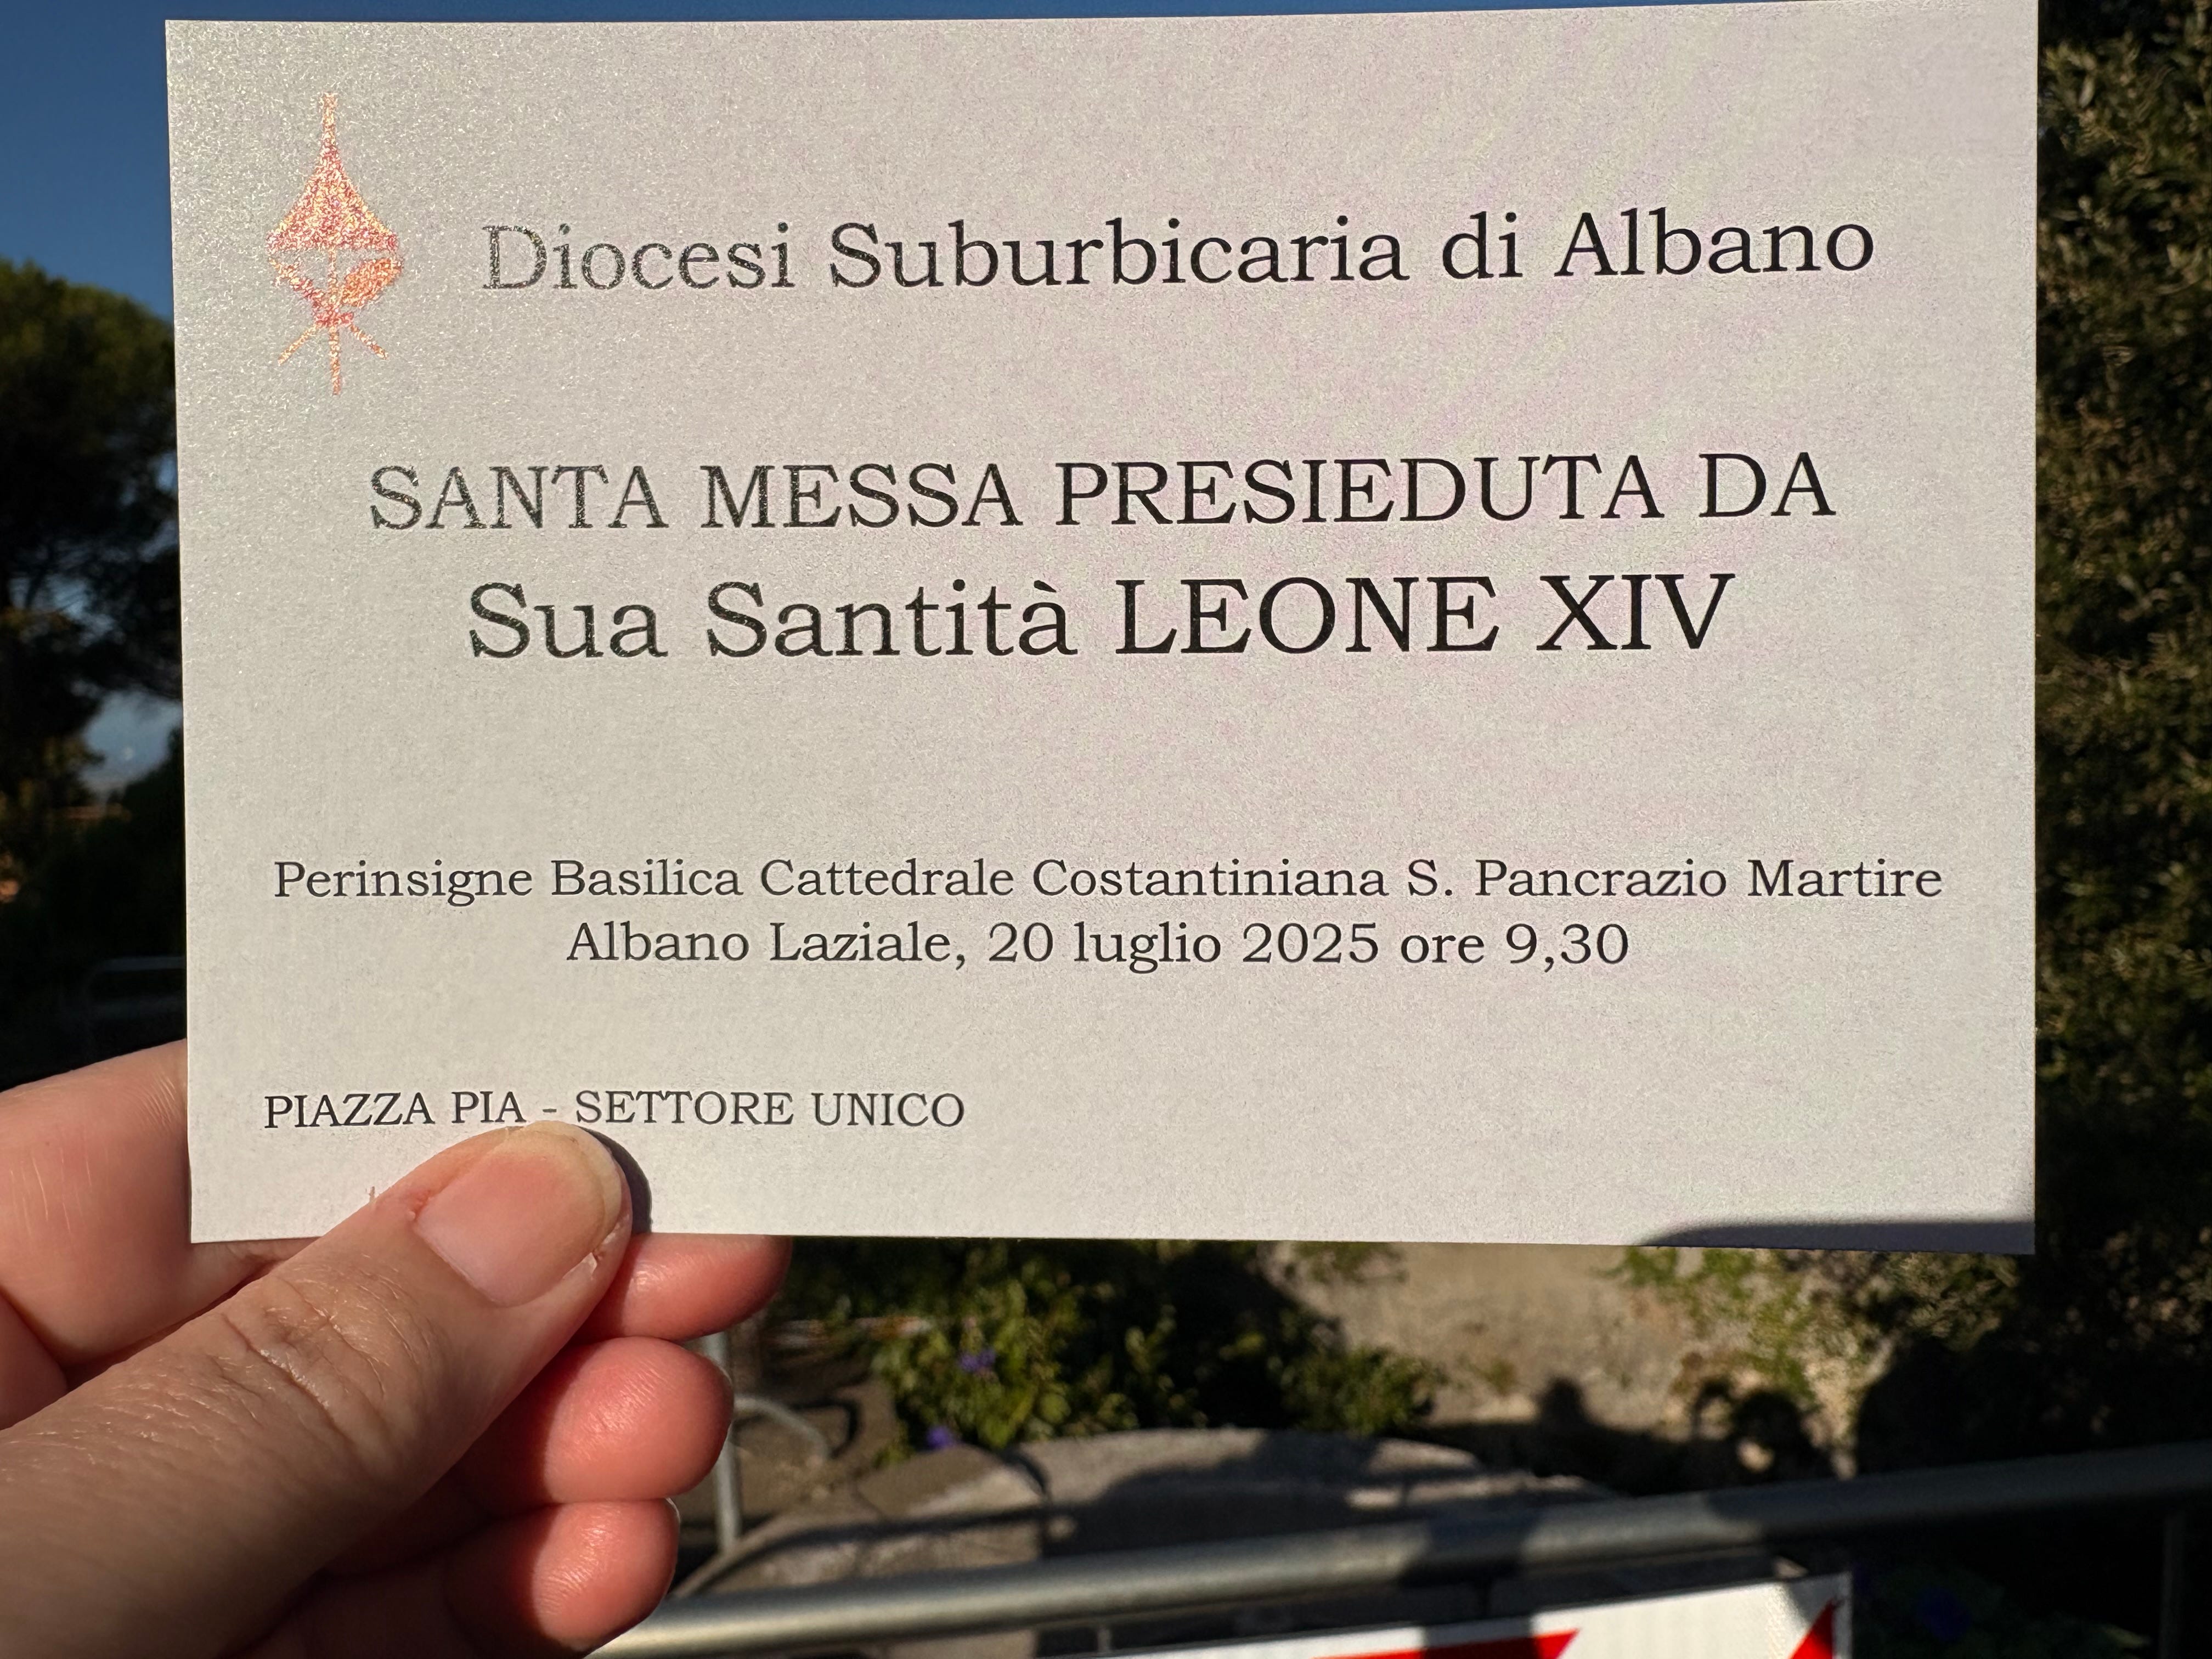 Diocesi Suburbicaria di Albano
SANTA MESSA PRESIEDUTA DA
Sua Santità LEONE XIV
Perinsigne Basilica Cattedrale Costantiniana S. Pancrazio Martire
Albano Laziale, 20 luglio 2025 ore 9,30
PIAZZA PIA - SETTORE UNICO